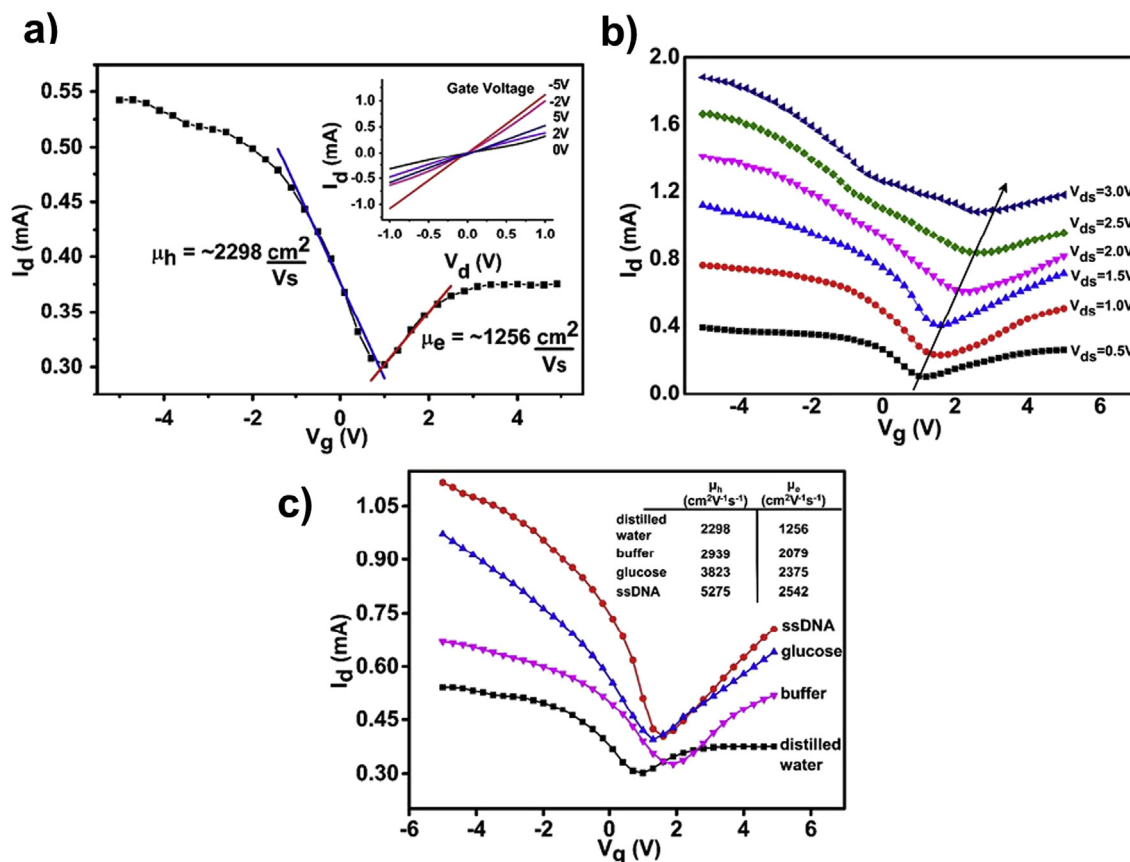 a)
I_d (mA)
0.55
0.50
0.45
0.40
0.35
0.30
-4
-2
0
2
4
V_g (V)
μ_h = ~2298 cm²
Vs
μ_e = ~1256 cm²
Vs
Gate Voltage
-5V
-2V
5V
2V
0V
I_d (mA)
1.0
0.5
0.0
-0.5
-1.0
-1.0
-0.5
0.0
0.5
1.0
V_d (V)
b)
I_d (mA)
2.0
1.6
1.2
0.8
0.4
0.0
-4
-2
0
2
4
6
V_g (V)
V_ds=3.0V
V_ds=2.5V
V_ds=2.0V
V_ds=1.5V
V_ds=1.0V
V_ds=0.5V
c)
I_d (mA)
1.05
0.90
0.75
0.60
0.45
0.30
-6
-4
-2
0
2
4
6
V_g (V)
μ_h μ_e
(cm²V⁻¹s⁻¹) (cm²V⁻¹s⁻¹)
distilled
water 2298 1256
buffer 2939 2079
glucose 3823 2375
ssDNA 5275 2542
ssDNA
glucose
buffer
distilled
water